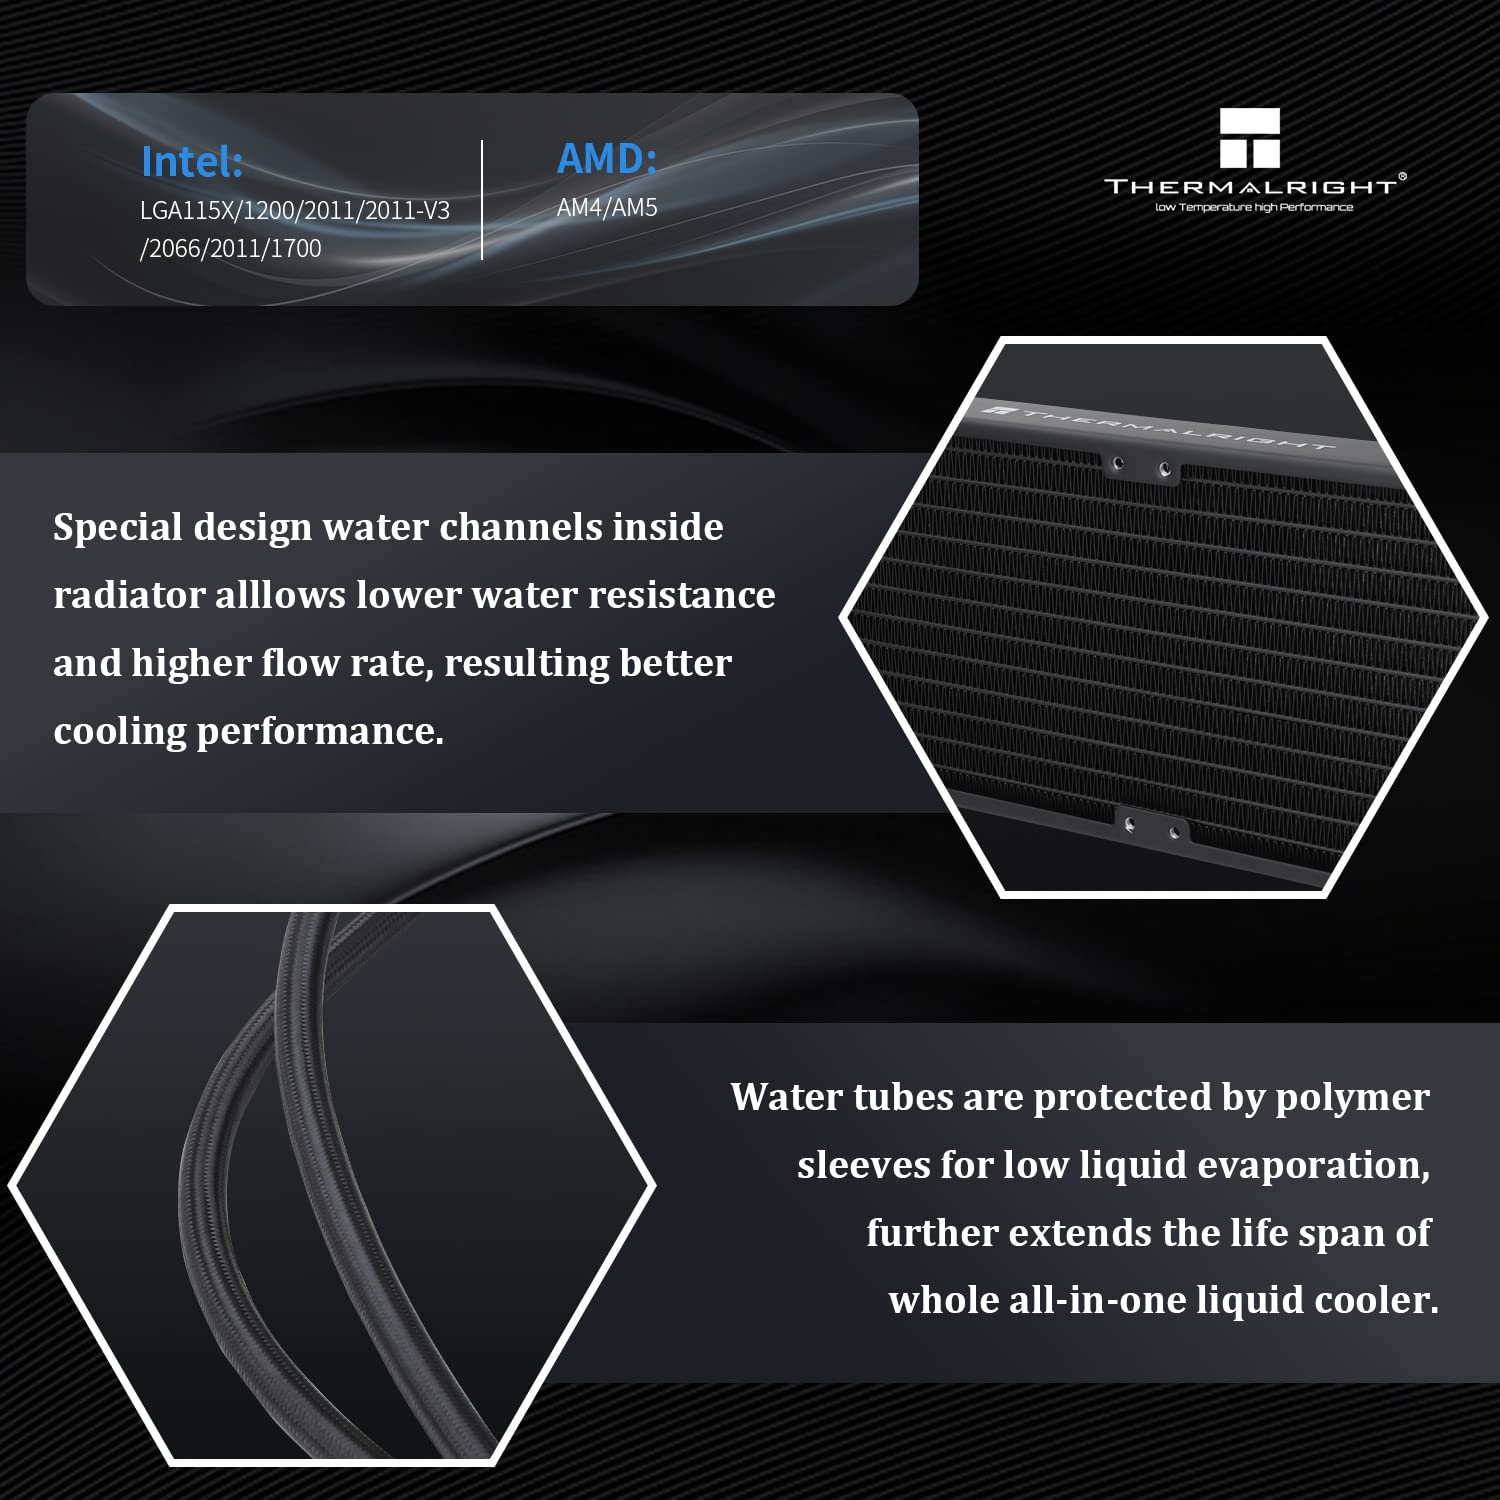 Intel:
LGA115X/1200/2011/2011-V3
/2066/2011/1700
AMD:
AM4/AM5
THERMALRIGHT®
low Temperature high Performance
THERMALRIGHT
Special design water channels inside
radiator alllows lower water resistance
and higher flow rate, resulting better
cooling performance.
Water tubes are protected by polymer
sleeves for low liquid evaporation,
further extends the life span of
whole all-in-one liquid cooler.